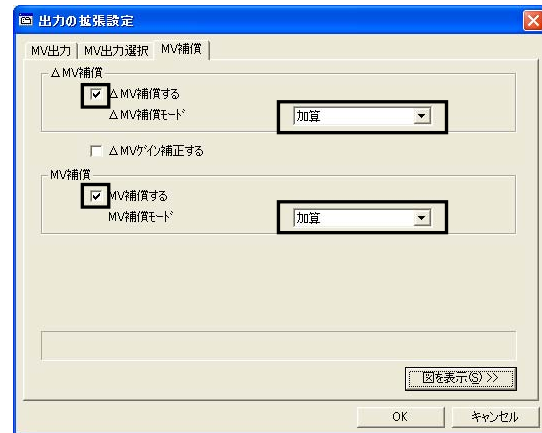 出力の拡張設定
MV出力 MV出力選択 MV補償
△MV補償
△MV補償する
△MV補償モード 加算
△MVゲイン補正する
MV補償
MV補償する
MV補償モード 加算
図を表示(S) >>
OK キャンセル